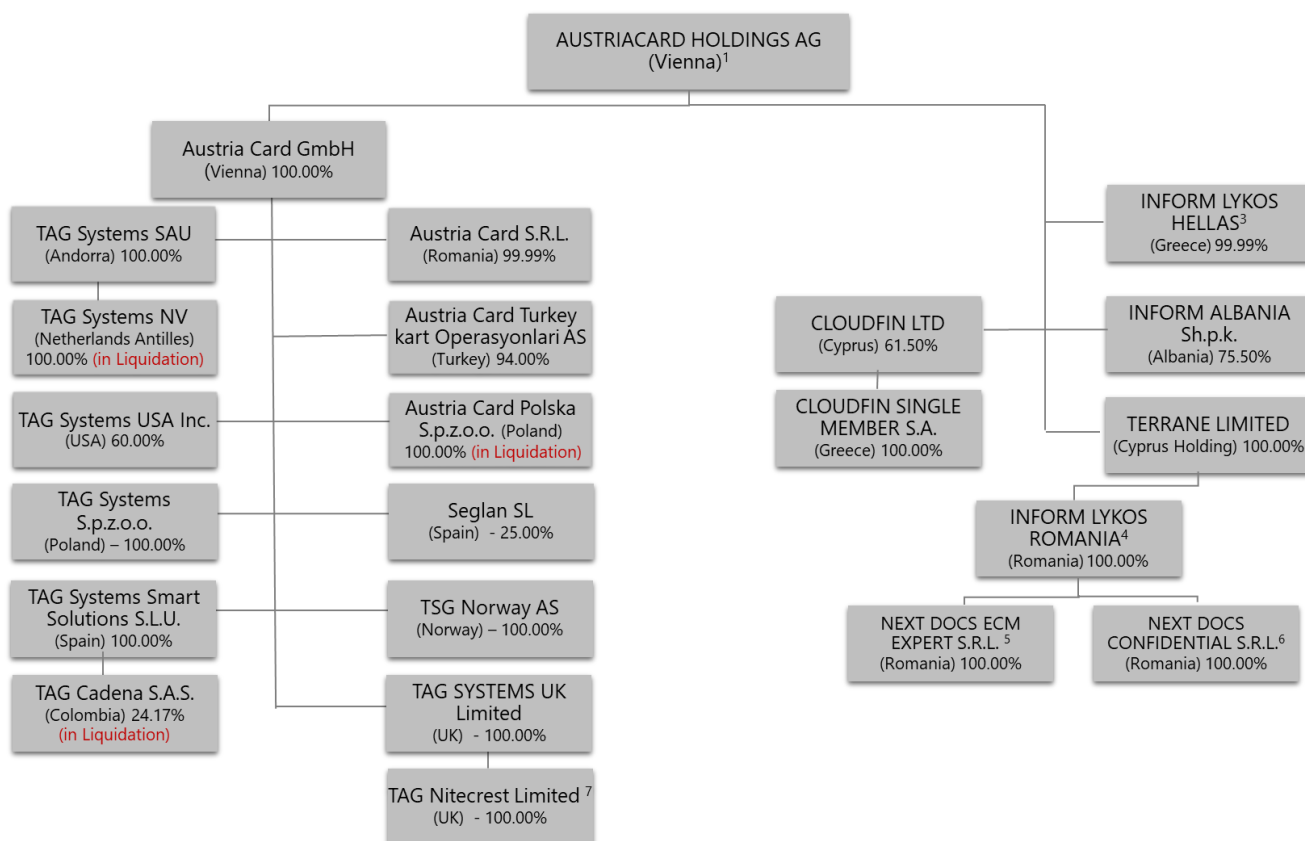 AUSTRIACARD HOLDINGS AG
(Vienna)1
Austria Card GmbH
(Vienna) 100.00%
TAG Systems SAU
(Andorra) 100.00%
TAG Systems NV
(Netherlands Antilles)
100.00% (in Liquidation)
TAG Systems USA Inc.
(USA) 60.00%
TAG Systems
S.p.z.o.o.
(Poland) – 100.00%
TAG Systems Smart
Solutions S.L.U.
(Spain) 100.00%
TAG Cadena S.A.S.
(Colombia) 24.17%
(in Liquidation)
Austria Card S.R.L.
(Romania) 99.99%
Austria Card Turkey
kart Operasyonlari AS
(Turkey) 94.00%
Austria Card Polska
S.p.z.o.o. (Poland)
100.00% (in Liquidation)
Seglan SL
(Spain) - 25.00%
TSG Norway AS
(Norway) – 100.00%
TAG SYSTEMS UK
Limited
(UK) - 100.00%
TAG Nitecrest Limited 7
(UK) - 100.00%
INFORM LYKOS
HELLAS3
(Greece) 99.99%
CLOUDFIN LTD
(Cyprus) 61.50%
CLOUDFIN SINGLE
MEMBER S.A.
(Greece) 100.00%
INFORM ALBANIA
Sh.p.k.
(Albania) 75.50%
TERRANE LIMITED
(Cyprus Holding) 100.00%
INFORM LYKOS
ROMANIA4
(Romania) 100.00%
NEXT DOCS ECM
EXPERT S.R.L. 5
(Romania) 100.00%
NEXT DOCS
CONFIDENTIAL S.R.L.6
(Romania) 100.00%